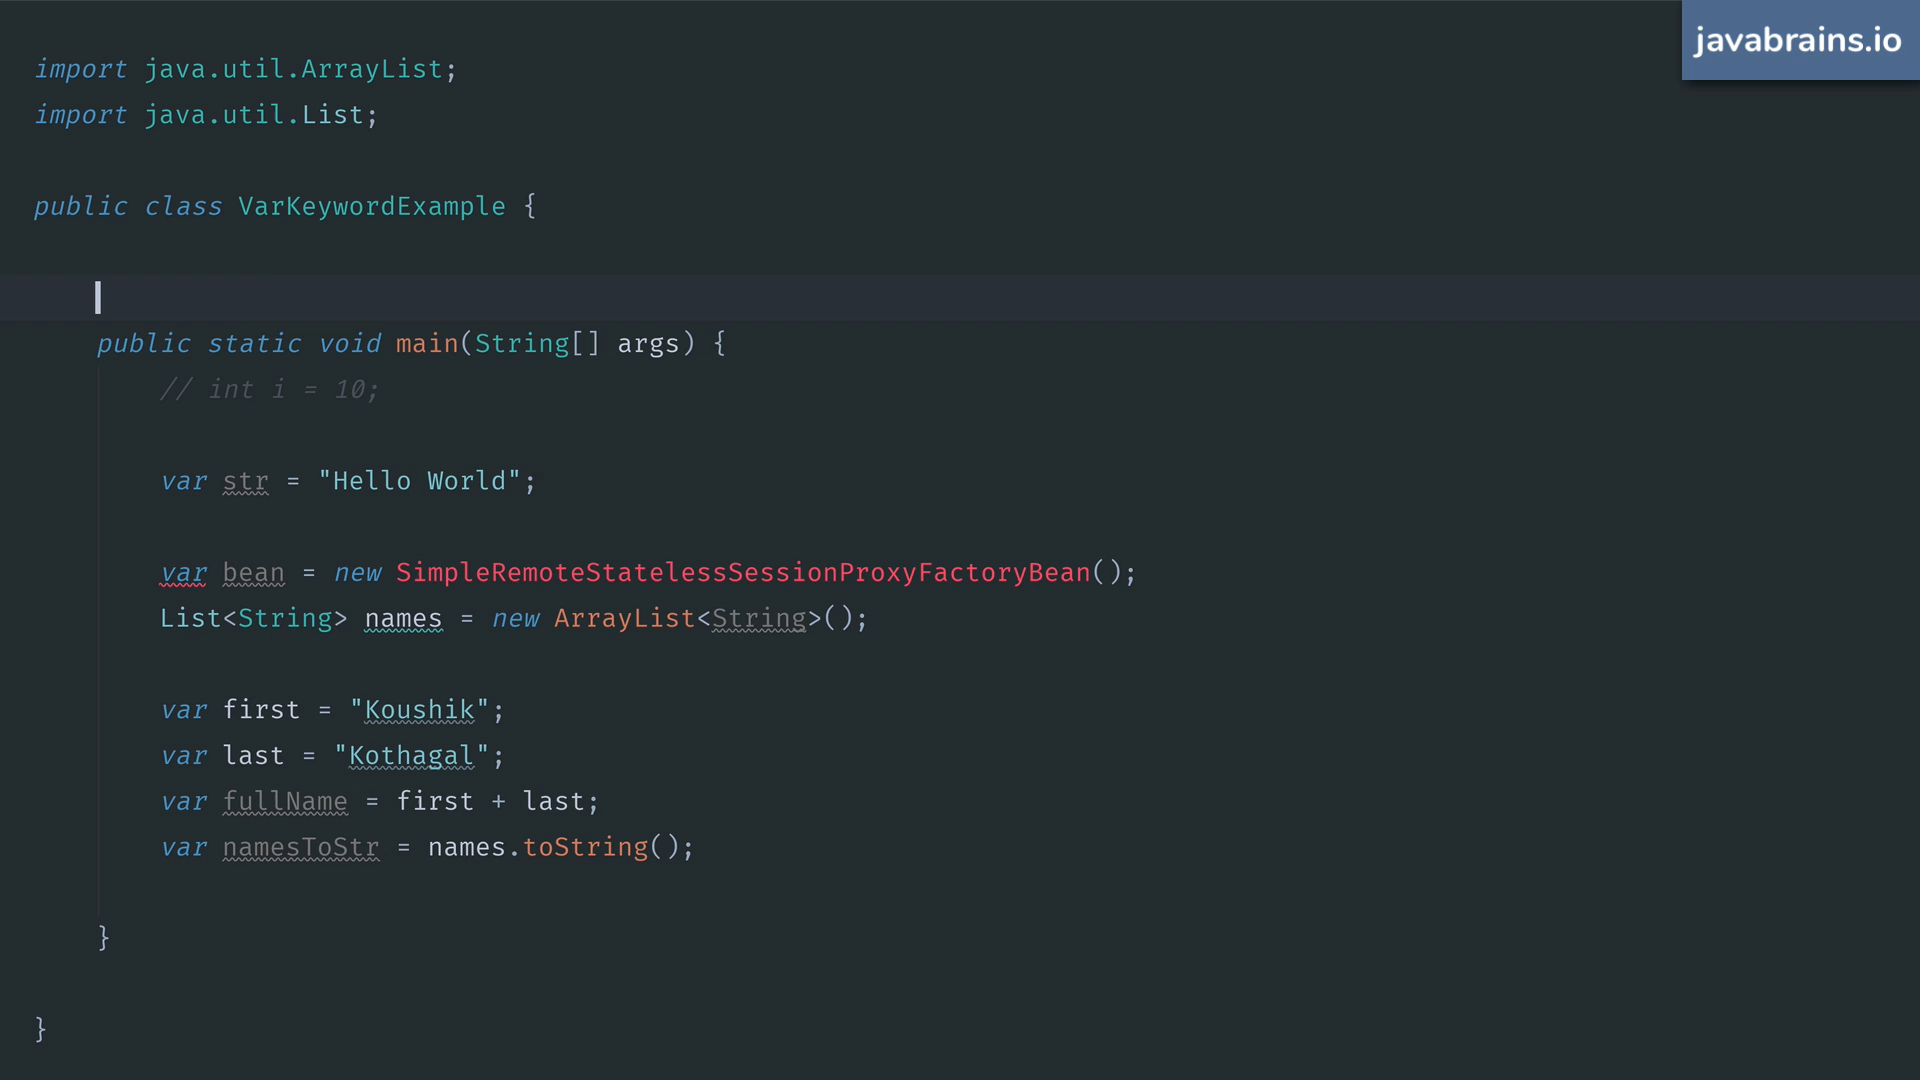 javabrains.io
import java.util.ArrayList;
import java.util.List;
public class VarKeywordExample {
public static void main(String[] args) {
// int i = 10;
var str = "Hello World";
var bean = new SimpleRemoteStatelessSessionProxyFactoryBean();
List<String> names = new ArrayList<String>();
var first = "Koushik";
var last = "Kothagal";
var fullName = first + last;
var namesToStr = names.toString();
}
}